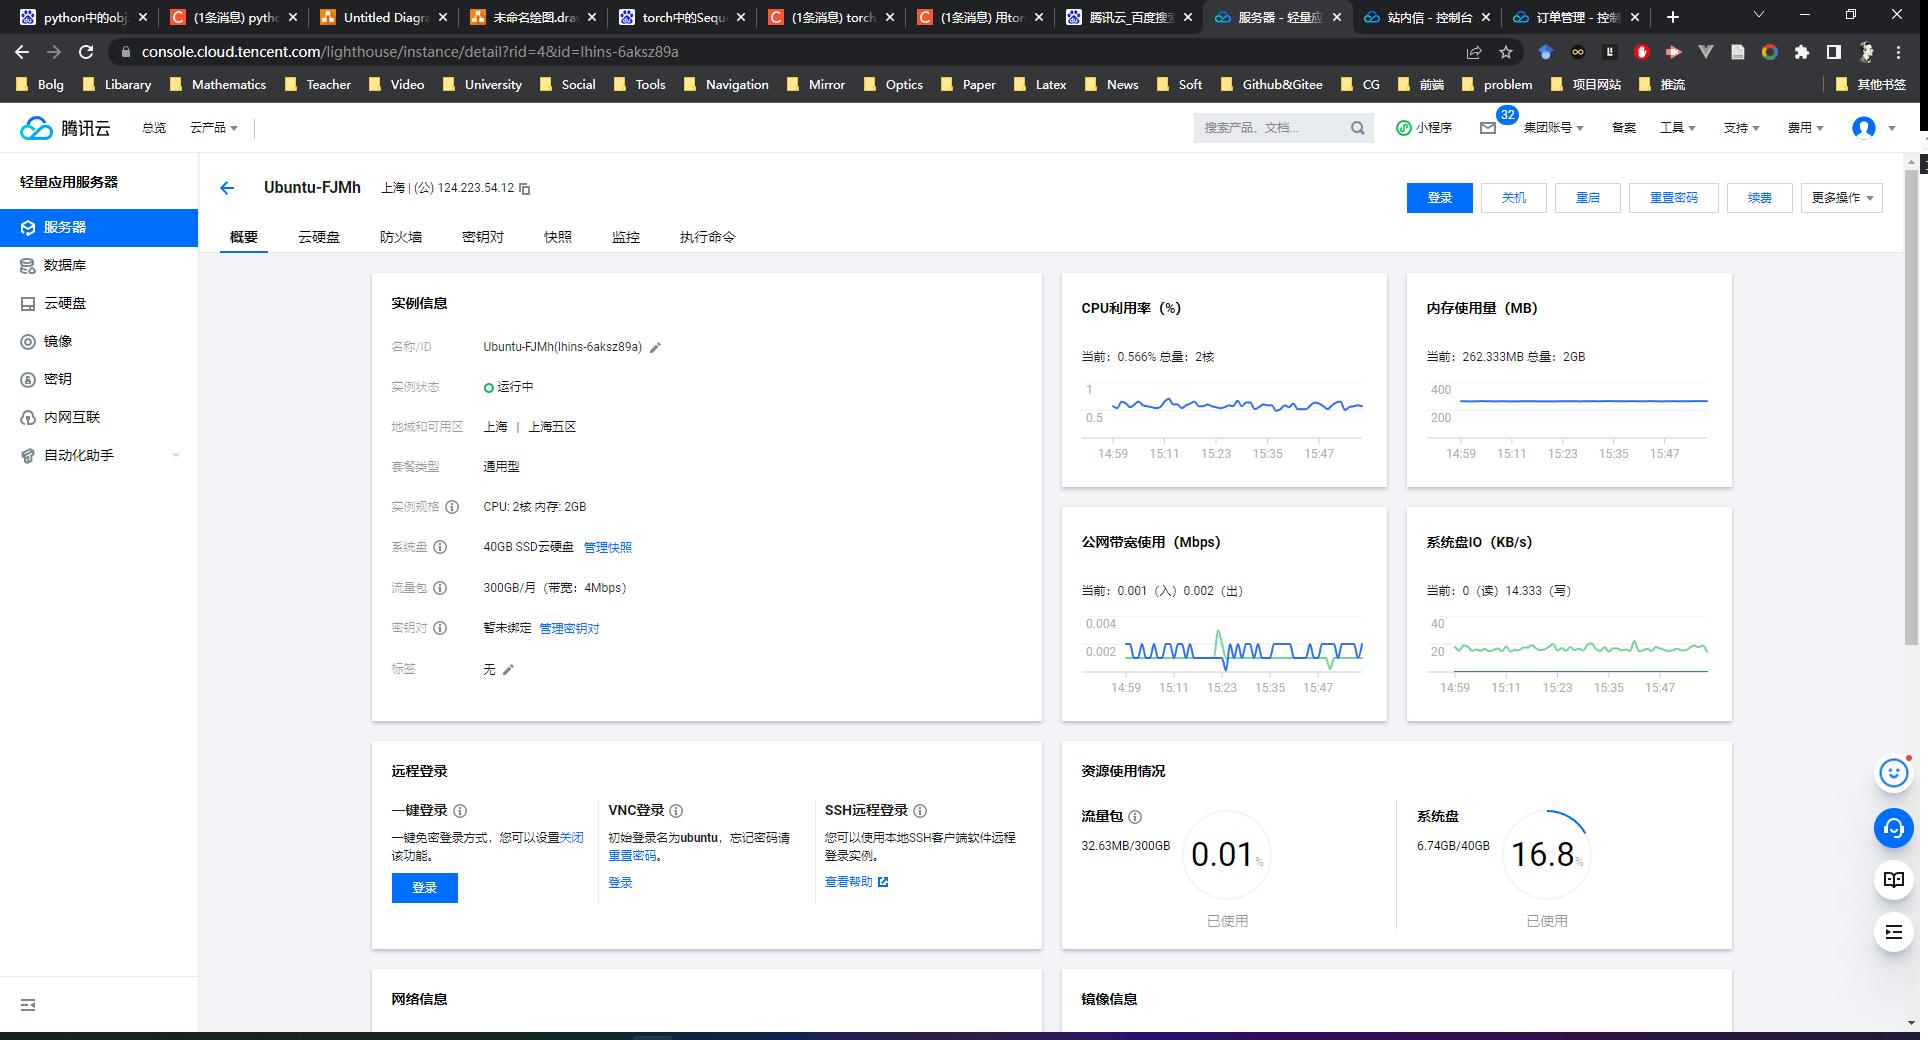 python中的obj
(1条消息) pytho
Untitled Diagra
未命名绘图.drav
torch中的Sequ
(1条消息) torch
(1条消息) 用tor
腾讯云_百度搜索
服务器 - 轻量应
站内信 - 控制台
订单管理 - 控制
console.cloud.tencent.com/lighthouse/instance/detail?rid=4&id=lhins-6aksz89a
Bolg
Libarary
Mathematics
Teacher
Video
University
Social
Tools
Navigation
Mirror
Optics
Paper
Latex
News
Soft
Github&Gitee
CG
前端
problem
项目网站
推流
其他书签
腾讯云
总览
云产品
搜索产品、文档...
小程序
32
集团账号
备案
工具
支持
费用
轻量应用服务器
服务器
数据库
云硬盘
镜像
密钥
内网互联
自动化助手
Ubuntu-FJMh
上海 | (公) 124.223.54.12
登录
关机
重启
重置密码
续费
更多操作
概要
云硬盘
防火墙
密钥对
快照
监控
执行命令
实例信息
名称/ID Ubuntu-FJMh(lhins-6aksz89a)
实例状态 运行中
地域和可用区 上海 | 上海五区
套餐类型 通用型
实例规格 CPU: 2核 内存: 2GB
系统盘 40GB SSD云硬盘 管理快照
流量包 300GB/月（带宽：4Mbps）
密钥对 暂未绑定 管理密钥对
标签 无
CPU利用率（%）
当前：0.566% 总量：2核
1
0.5
14:59 15:11 15:23 15:35 15:47
内存使用量（MB）
当前：262.333MB 总量：2GB
400
200
14:59 15:11 15:23 15:35 15:47
公网带宽使用（Mbps）
当前：0.001（入）0.002（出）
0.004
0.002
14:59 15:11 15:23 15:35 15:47
系统盘IO（KB/s）
当前：0（读）14.333（写）
40
20
14:59 15:11 15:23 15:35 15:47
远程登录
一键登录
一键免密登录方式，您可以设置关闭
该功能。
登录
VNC登录
初始登录名为ubuntu，忘记密码请
重置密码。
登录
SSH远程登录
您可以使用本地SSH客户端软件远程
登录实例。
查看帮助
资源使用情况
流量包
32.63MB/300GB
0.01%
已使用
系统盘
6.74GB/40GB
16.8%
已使用
网络信息
镜像信息